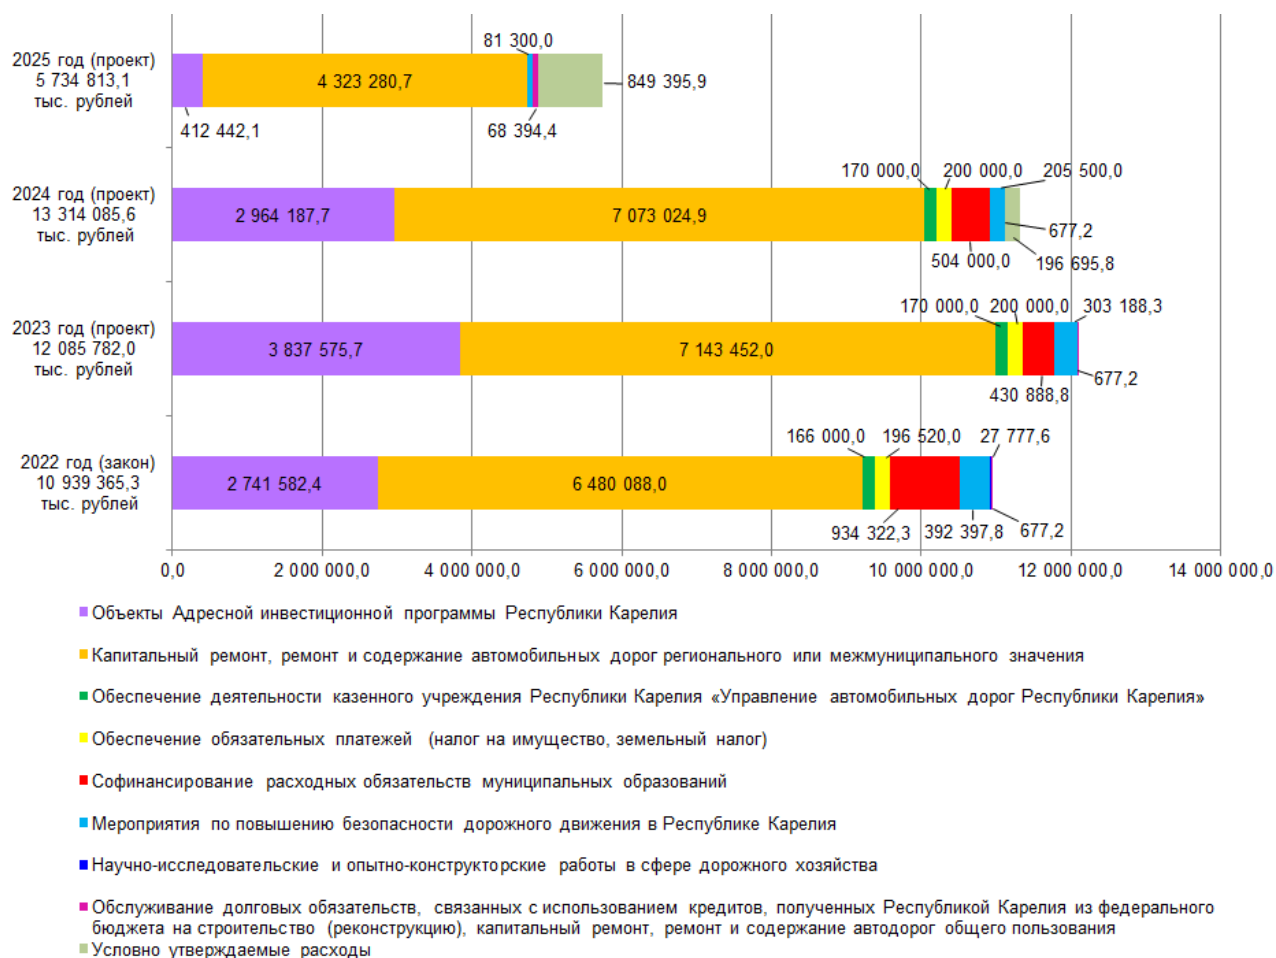 81 300,0
2025 год (проект)
5 734 813,1
тыс. рублей
4 323 280,7
849 395,9
412 442,1
68 394,4
170 000,0
200 000,0
205 500,0
2024 год (проект)
13 314 085,6
тыс. рублей
2 964 187,7
7 073 024,9
677,2
504 000,0
196 695,8
170 000,0
200 000,0
303 188,3
2023 год (проект)
12 085 782,0
тыс. рублей
3 837 575,7
7 143 452,0
677,2
430 888,8
166 000,0
196 520,0
27 777,6
2022 год (закон)
10 939 365,3
тыс. рублей
2 741 582,4
6 480 088,0
934 322,3
392 397,8
677,2
0,0
2 000 000,0
4 000 000,0
6 000 000,0
8 000 000,0
10 000 000,0
12 000 000,0
14 000 000,0
Объекты Адресной инвестиционной программы Республики Карелия
Капитальный ремонт, ремонт и содержание автомобильных дорог регионального или межмуниципального значения
Обеспечение деятельности казенного учреждения Республики Карелия «Управление автомобильных дорог Республики Карелия»
Обеспечение обязательных платежей (налог на имущество, земельный налог)
Софинансирование расходных обязательств муниципальных образований
Мероприятия по повышению безопасности дорожного движения в Республике Карелия
Научно-исследовательские и опытно-конструкторские работы в сфере дорожного хозяйства
Обслуживание долговых обязательств, связанных с использованием кредитов, полученных Республикой Карелия из федерального
бюджета на строительство (реконструкцию), капитальный ремонт, ремонт и содержание автодорог общего пользования
Условно утверждаемые расходы